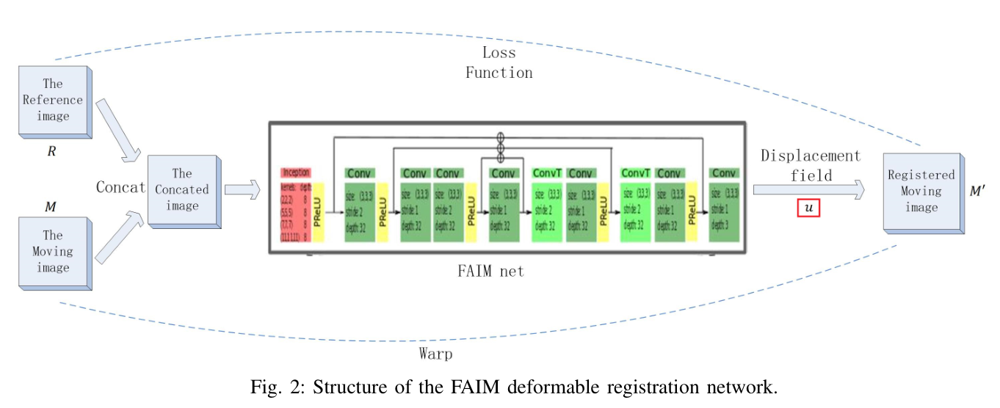 Loss
Function
The
Reference
image
R
Concat
M
The
Moving
image
The
Concated
image
Inception
kernels: depth
(2,2,2) 8
(5,5,5) 8
(7,7,7) 8
(11,11,11) 8
PReLU
Conv
size: (3,3,3)
stride 2
depth 32
PReLU
Conv
size: (3,3,3)
stride 1
depth 32
Conv
size: (3,3,3)
stride 2
depth 32
PReLU
Conv
size: (3,3,3)
stride 1
depth 32
ConvT
size: (3,3,3)
stride 2
depth 32
Conv
size: (3,3,3)
stride 1
depth 32
PReLU
ConvT
size: (3,3,3)
stride 2
depth 32
Conv
size: (3,3,3)
stride 1
depth 32
PReLU
Conv
size: (3,3,3)
stride 1
depth 3
FAIM net
Displacement
field
u
Registered
Moving
image
M′
Warp
Fig. 2: Structure of the FAIM deformable registration network.